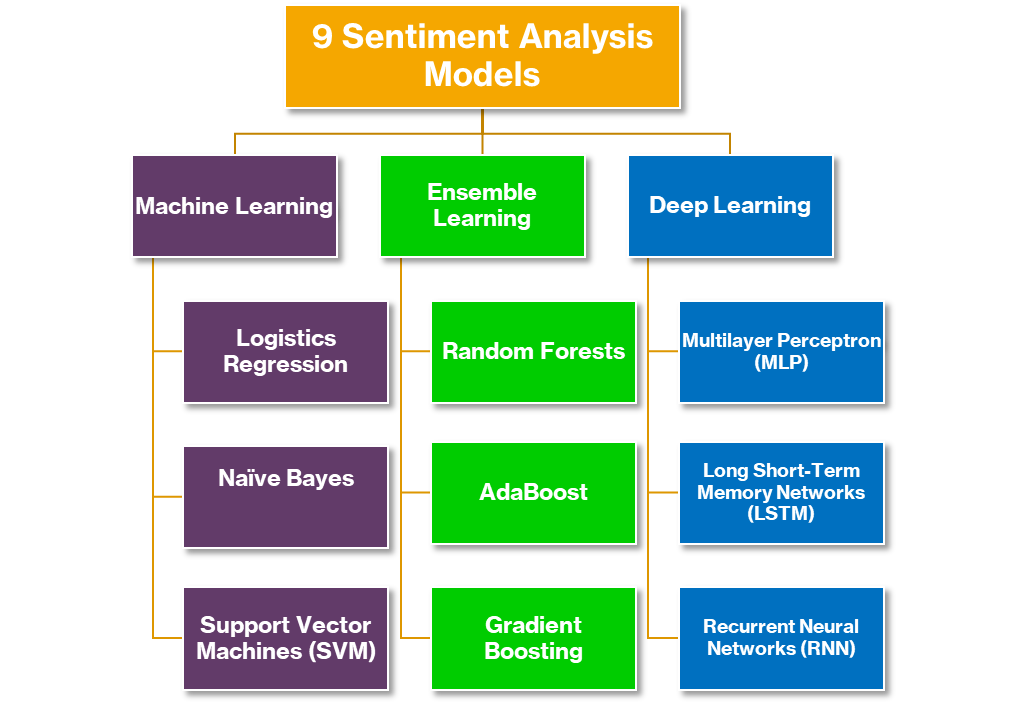 9 Sentiment Analysis
Models
Machine Learning
Ensemble
Learning
Deep Learning
Logistics
Regression
Random Forests
Multilayer Perceptron
(MLP)
Naïve Bayes
AdaBoost
Long Short-Term
Memory Networks
(LSTM)
Support Vector
Machines (SVM)
Gradient
Boosting
Recurrent Neural
Networks (RNN)